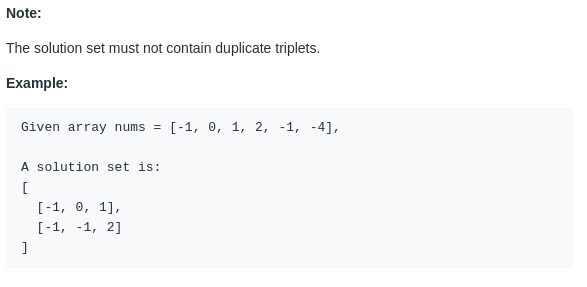 Note:
The solution set must not contain duplicate triplets.
Example:
Given array nums = [-1, 0, 1, 2, -1, -4],
A solution set is:
[
  [-1, 0, 1],
  [-1, -1, 2]
]